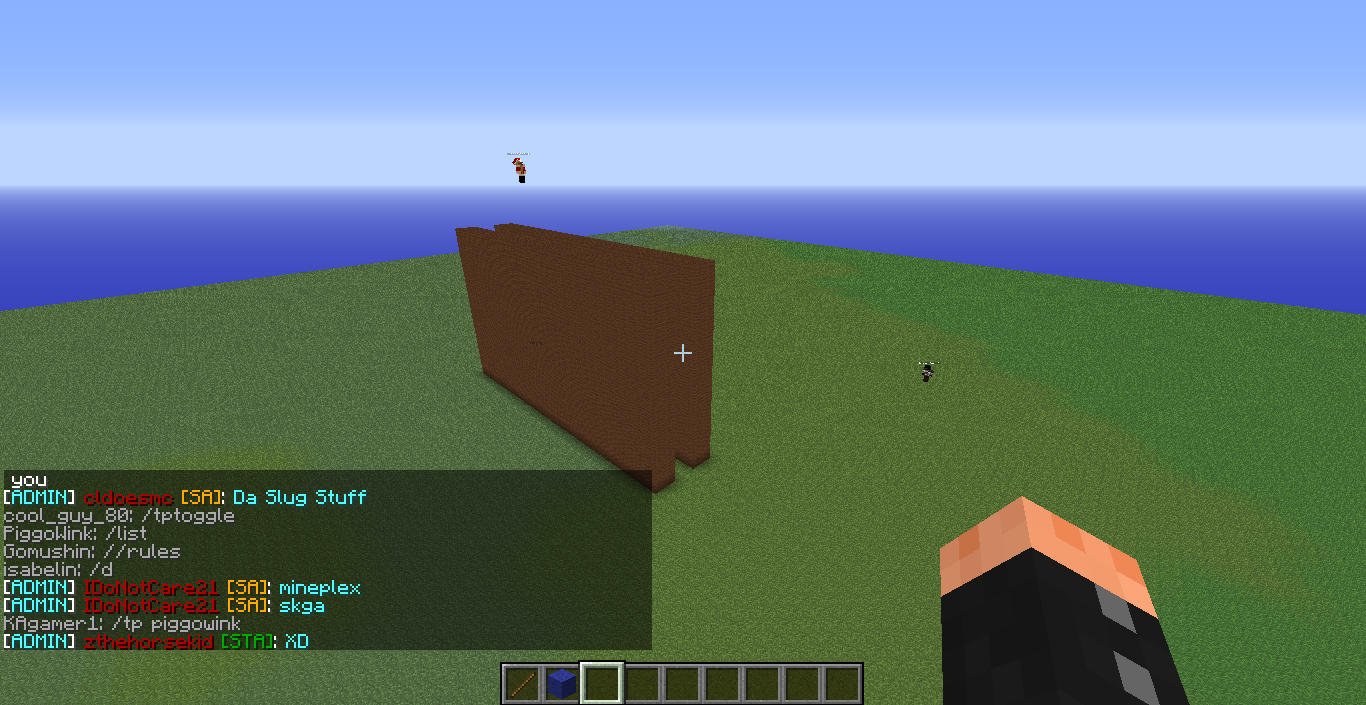 you
[ADMIN] cldoesmc [SA]: Da Slug Stuff
cool_guy_80: /tptoggle
PiggoWink: /list
Gomushin: //rules
isabelin: /d
[ADMIN] IDoNotCare21 [SA]: mineplex
[ADMIN] IDoNotCare21 [SA]: skga
KAgamer1: /tp piggowink
[ADMIN] zthehorsekid [STA]: XD